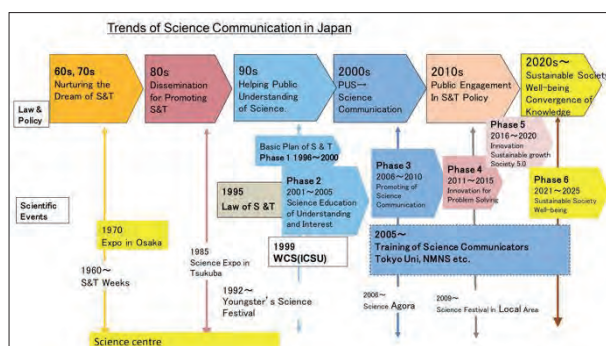 Trends of Science Communication in Japan
60s, 70s
Nurturing the
Dream of S&T
80s
Dissemination
for Promoting
S&T
90s
Helping Public
Understanding
of Science.
2000s
PUS→
Science
Communication
2010s
Public Engagement
In S&T Policy
2020s～
Sustainable Society
Well-being
Convergence of
Knowledge
Law &
Policy
Basic Plan of S & T
Phase 1 1996～2000
1995
Law of S &T
Phase 2
2001～2005
Science Education
of Understanding
and Interest
Phase 3
2006～2010
Promoting of
Science
Communication
Phase 4
2011～2015
Innovation for
Problem Solving
Phase 5
2016～2020
Innovation
Sustainable growth
Society 5.0
Phase 6
2021～2025
Sustainable Society
Well-being
Scientific
Events
1970
Expo in Osaka
1960～
S&T Weeks
1985
Science Expo in
Tsukuba
1999
WCS(ICSU)
1992～
Youngster's Science
Festival
2005～
Training of Science Communicators
Tokyo Uni, NMNS etc.
2006～
Science Agora
2009～
Science Festival in Local Area
Science centre